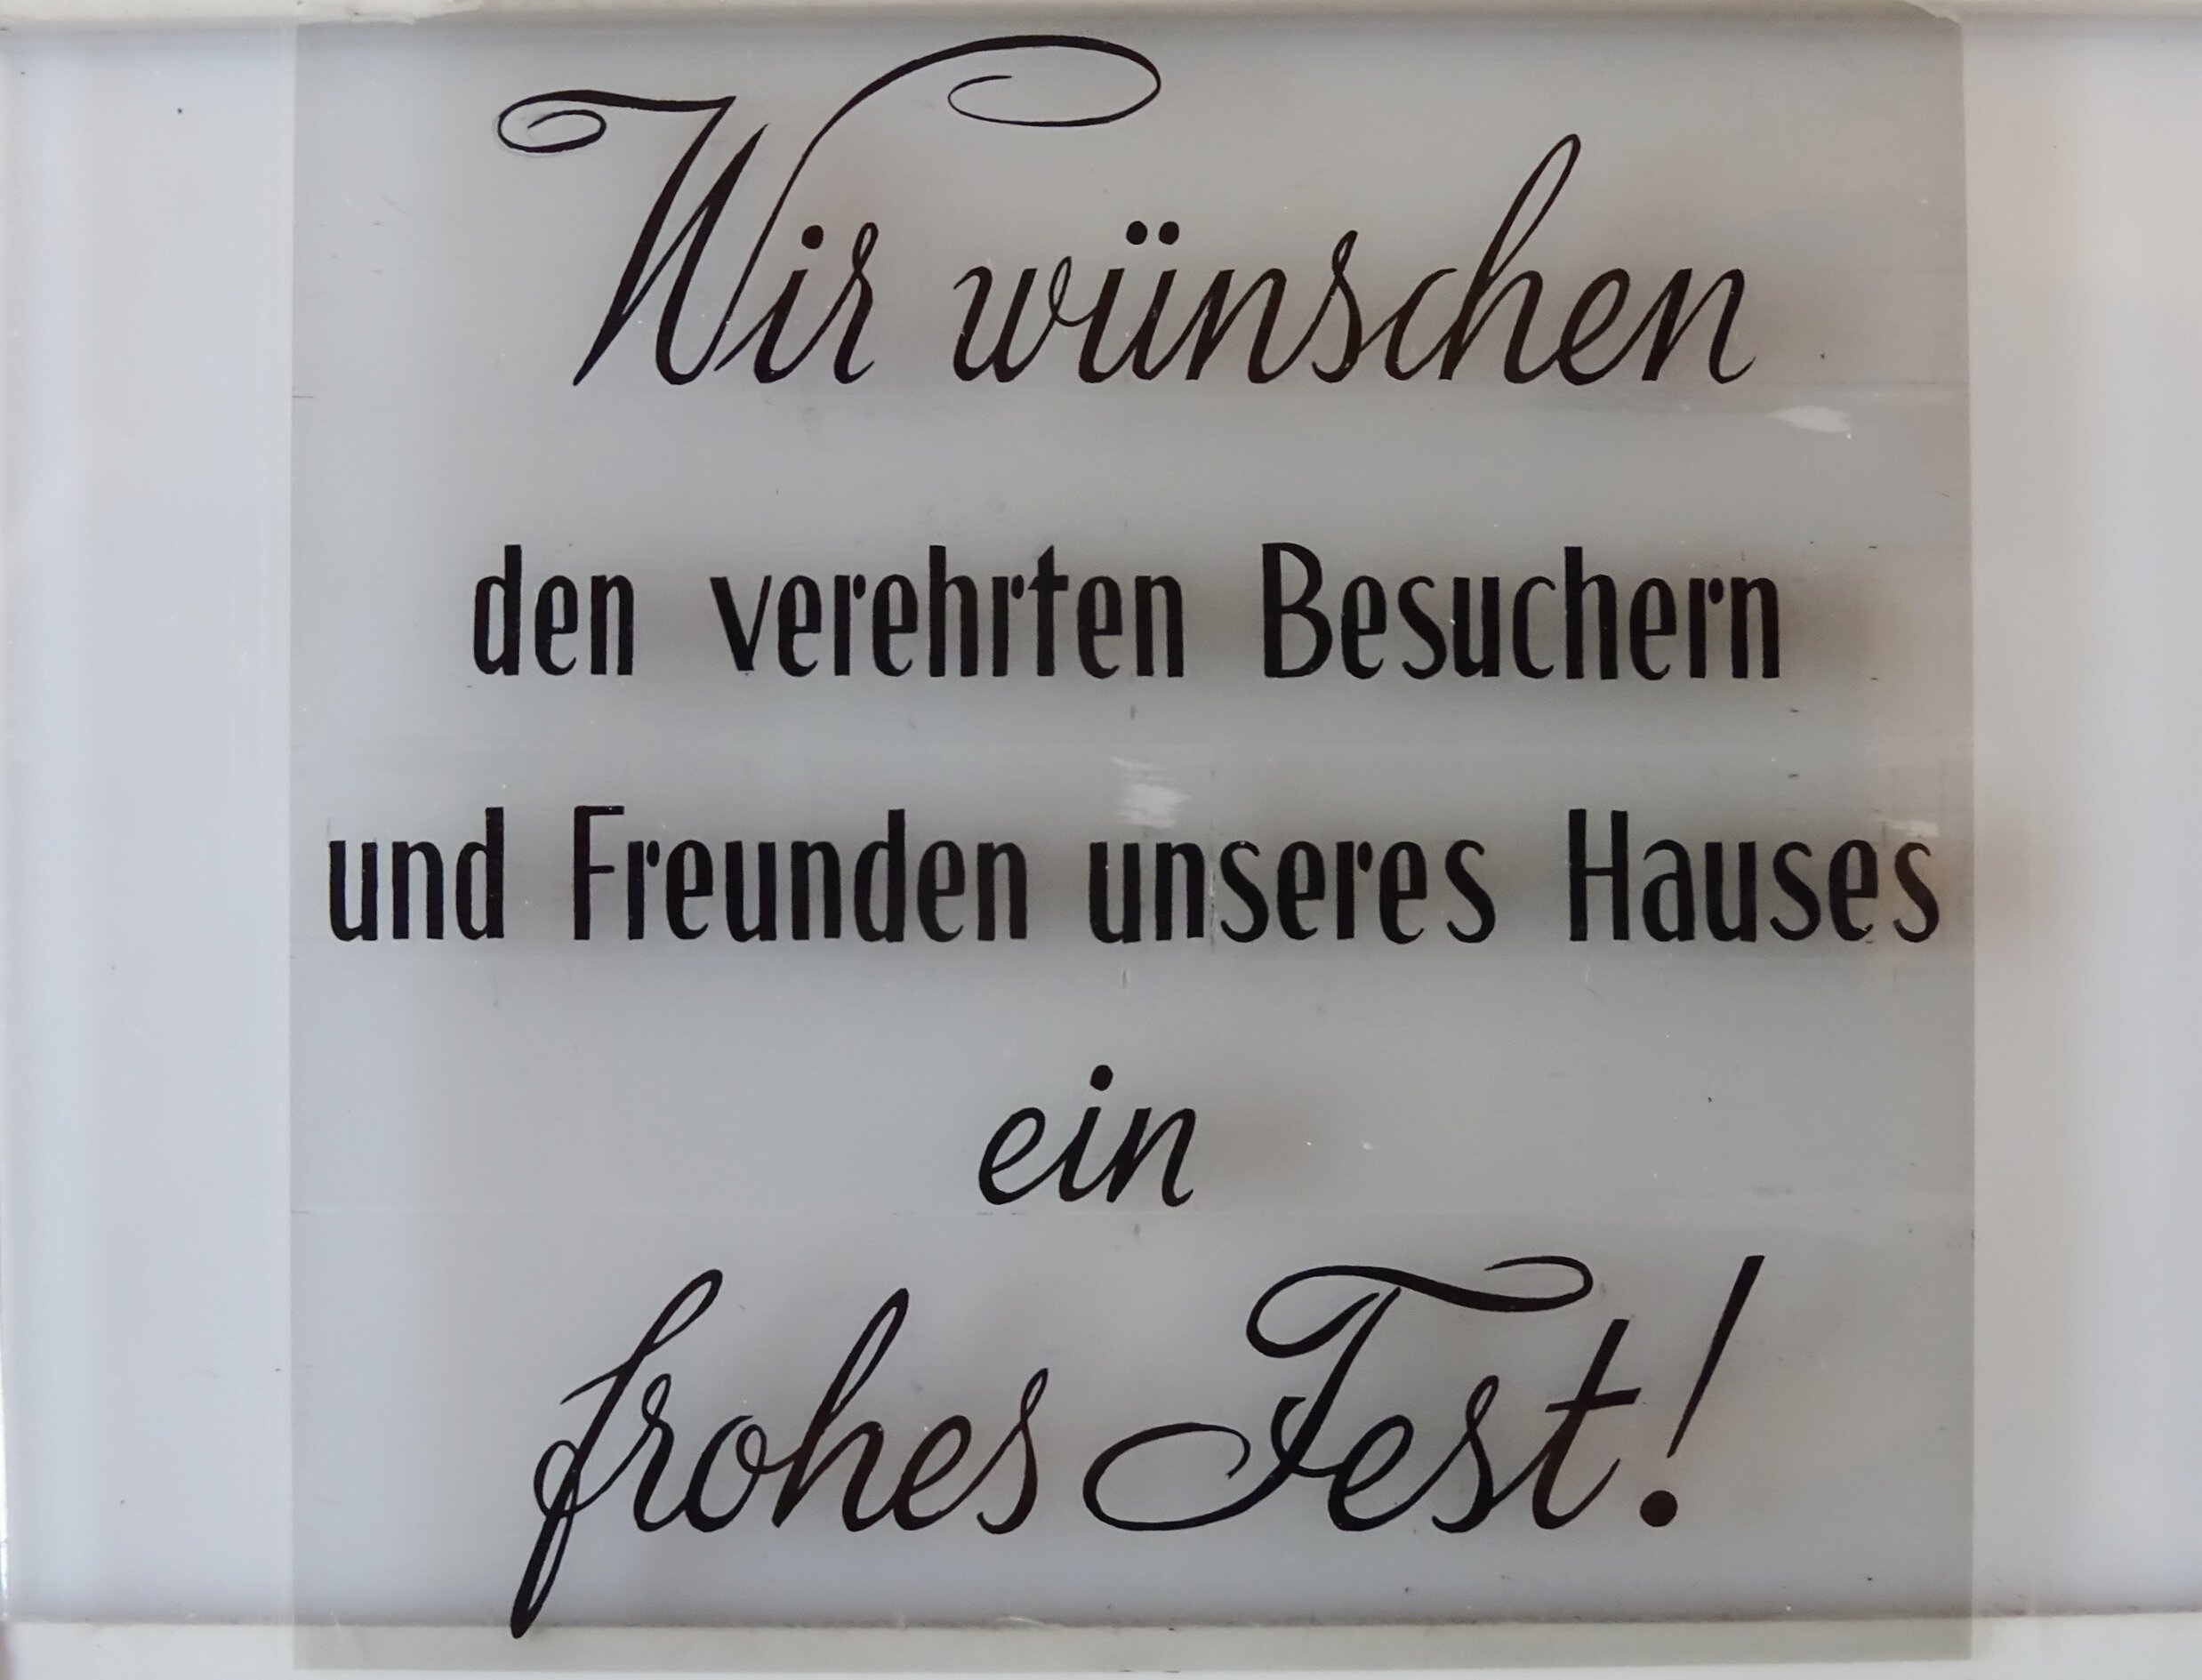 Wir wünschen
den verehrten Besuchern
und Freunden unseres Hauses
ein
frohes Fest!